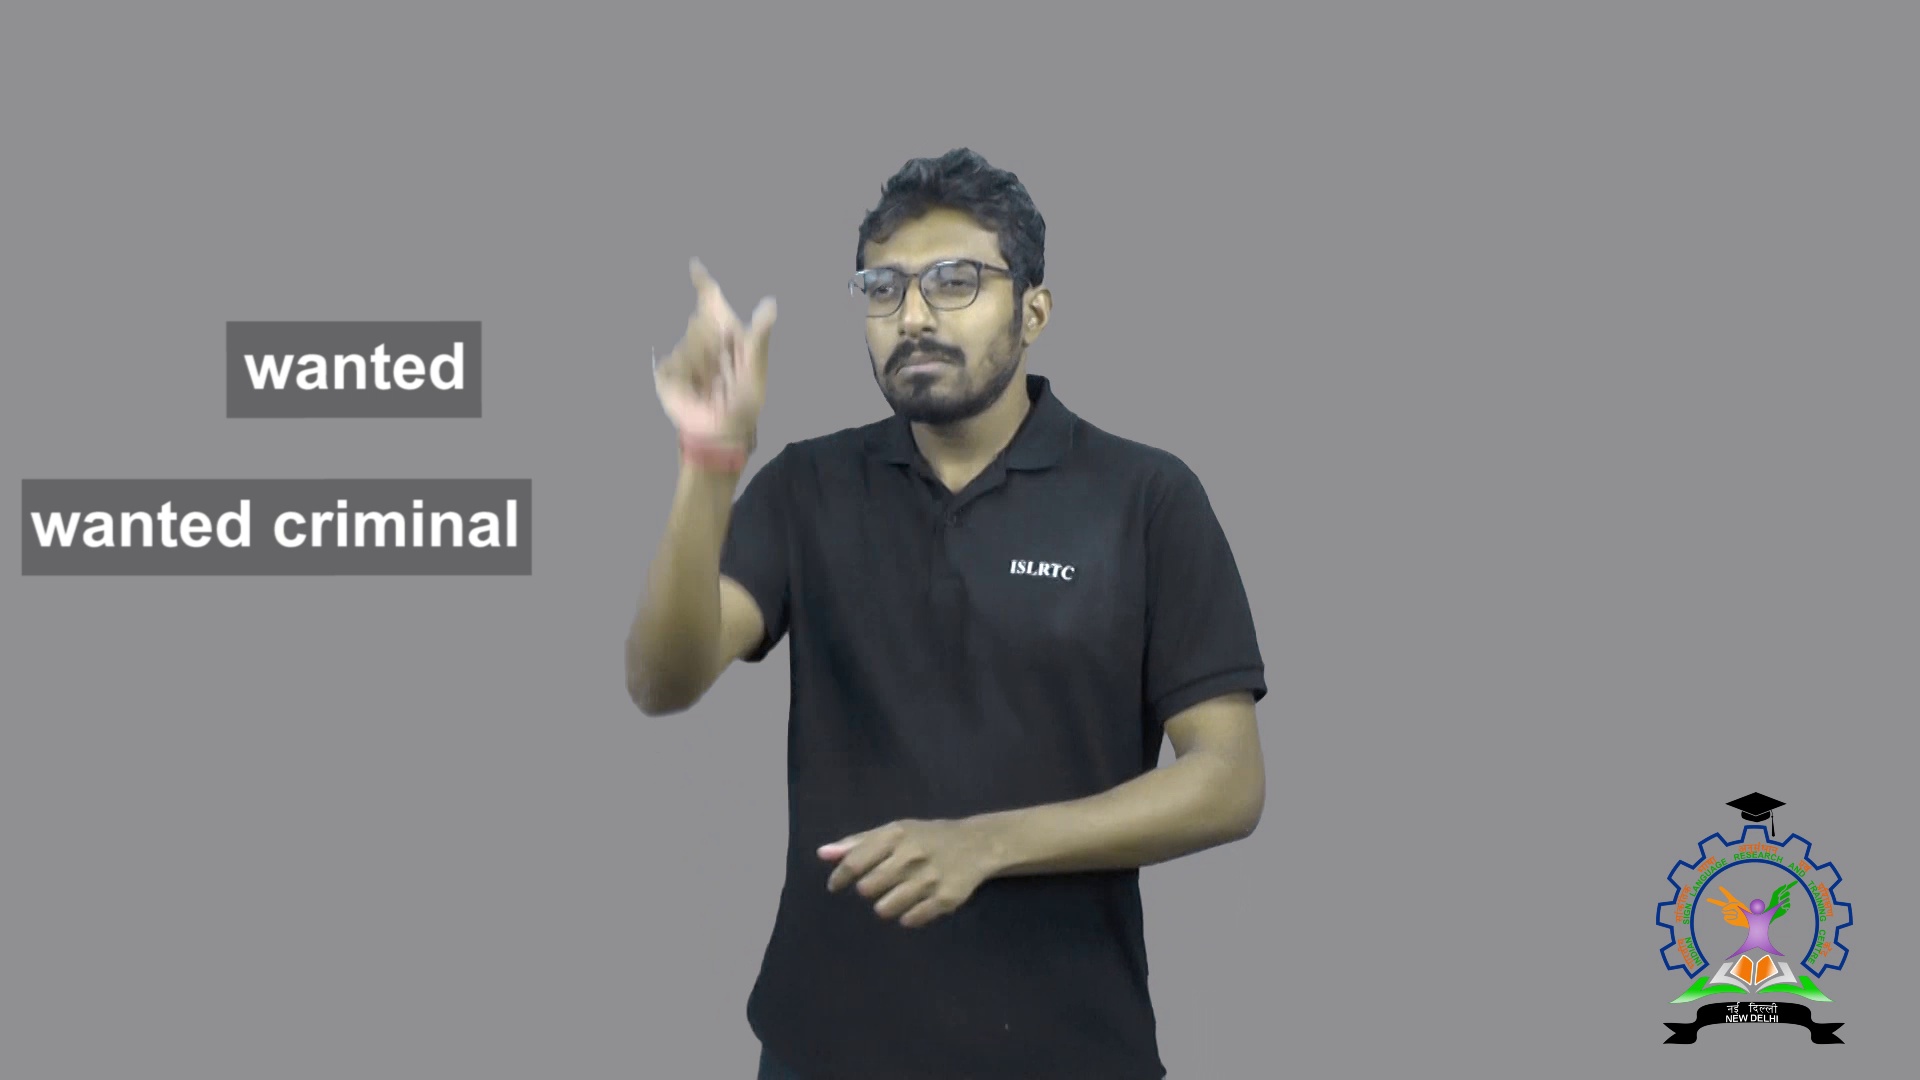 wanted
wanted criminal
ISLRTC
INDIAN SIGN LANGUAGE RESEARCH AND TRAINING CENTRE
नई दिल्ली
NEW DELHI